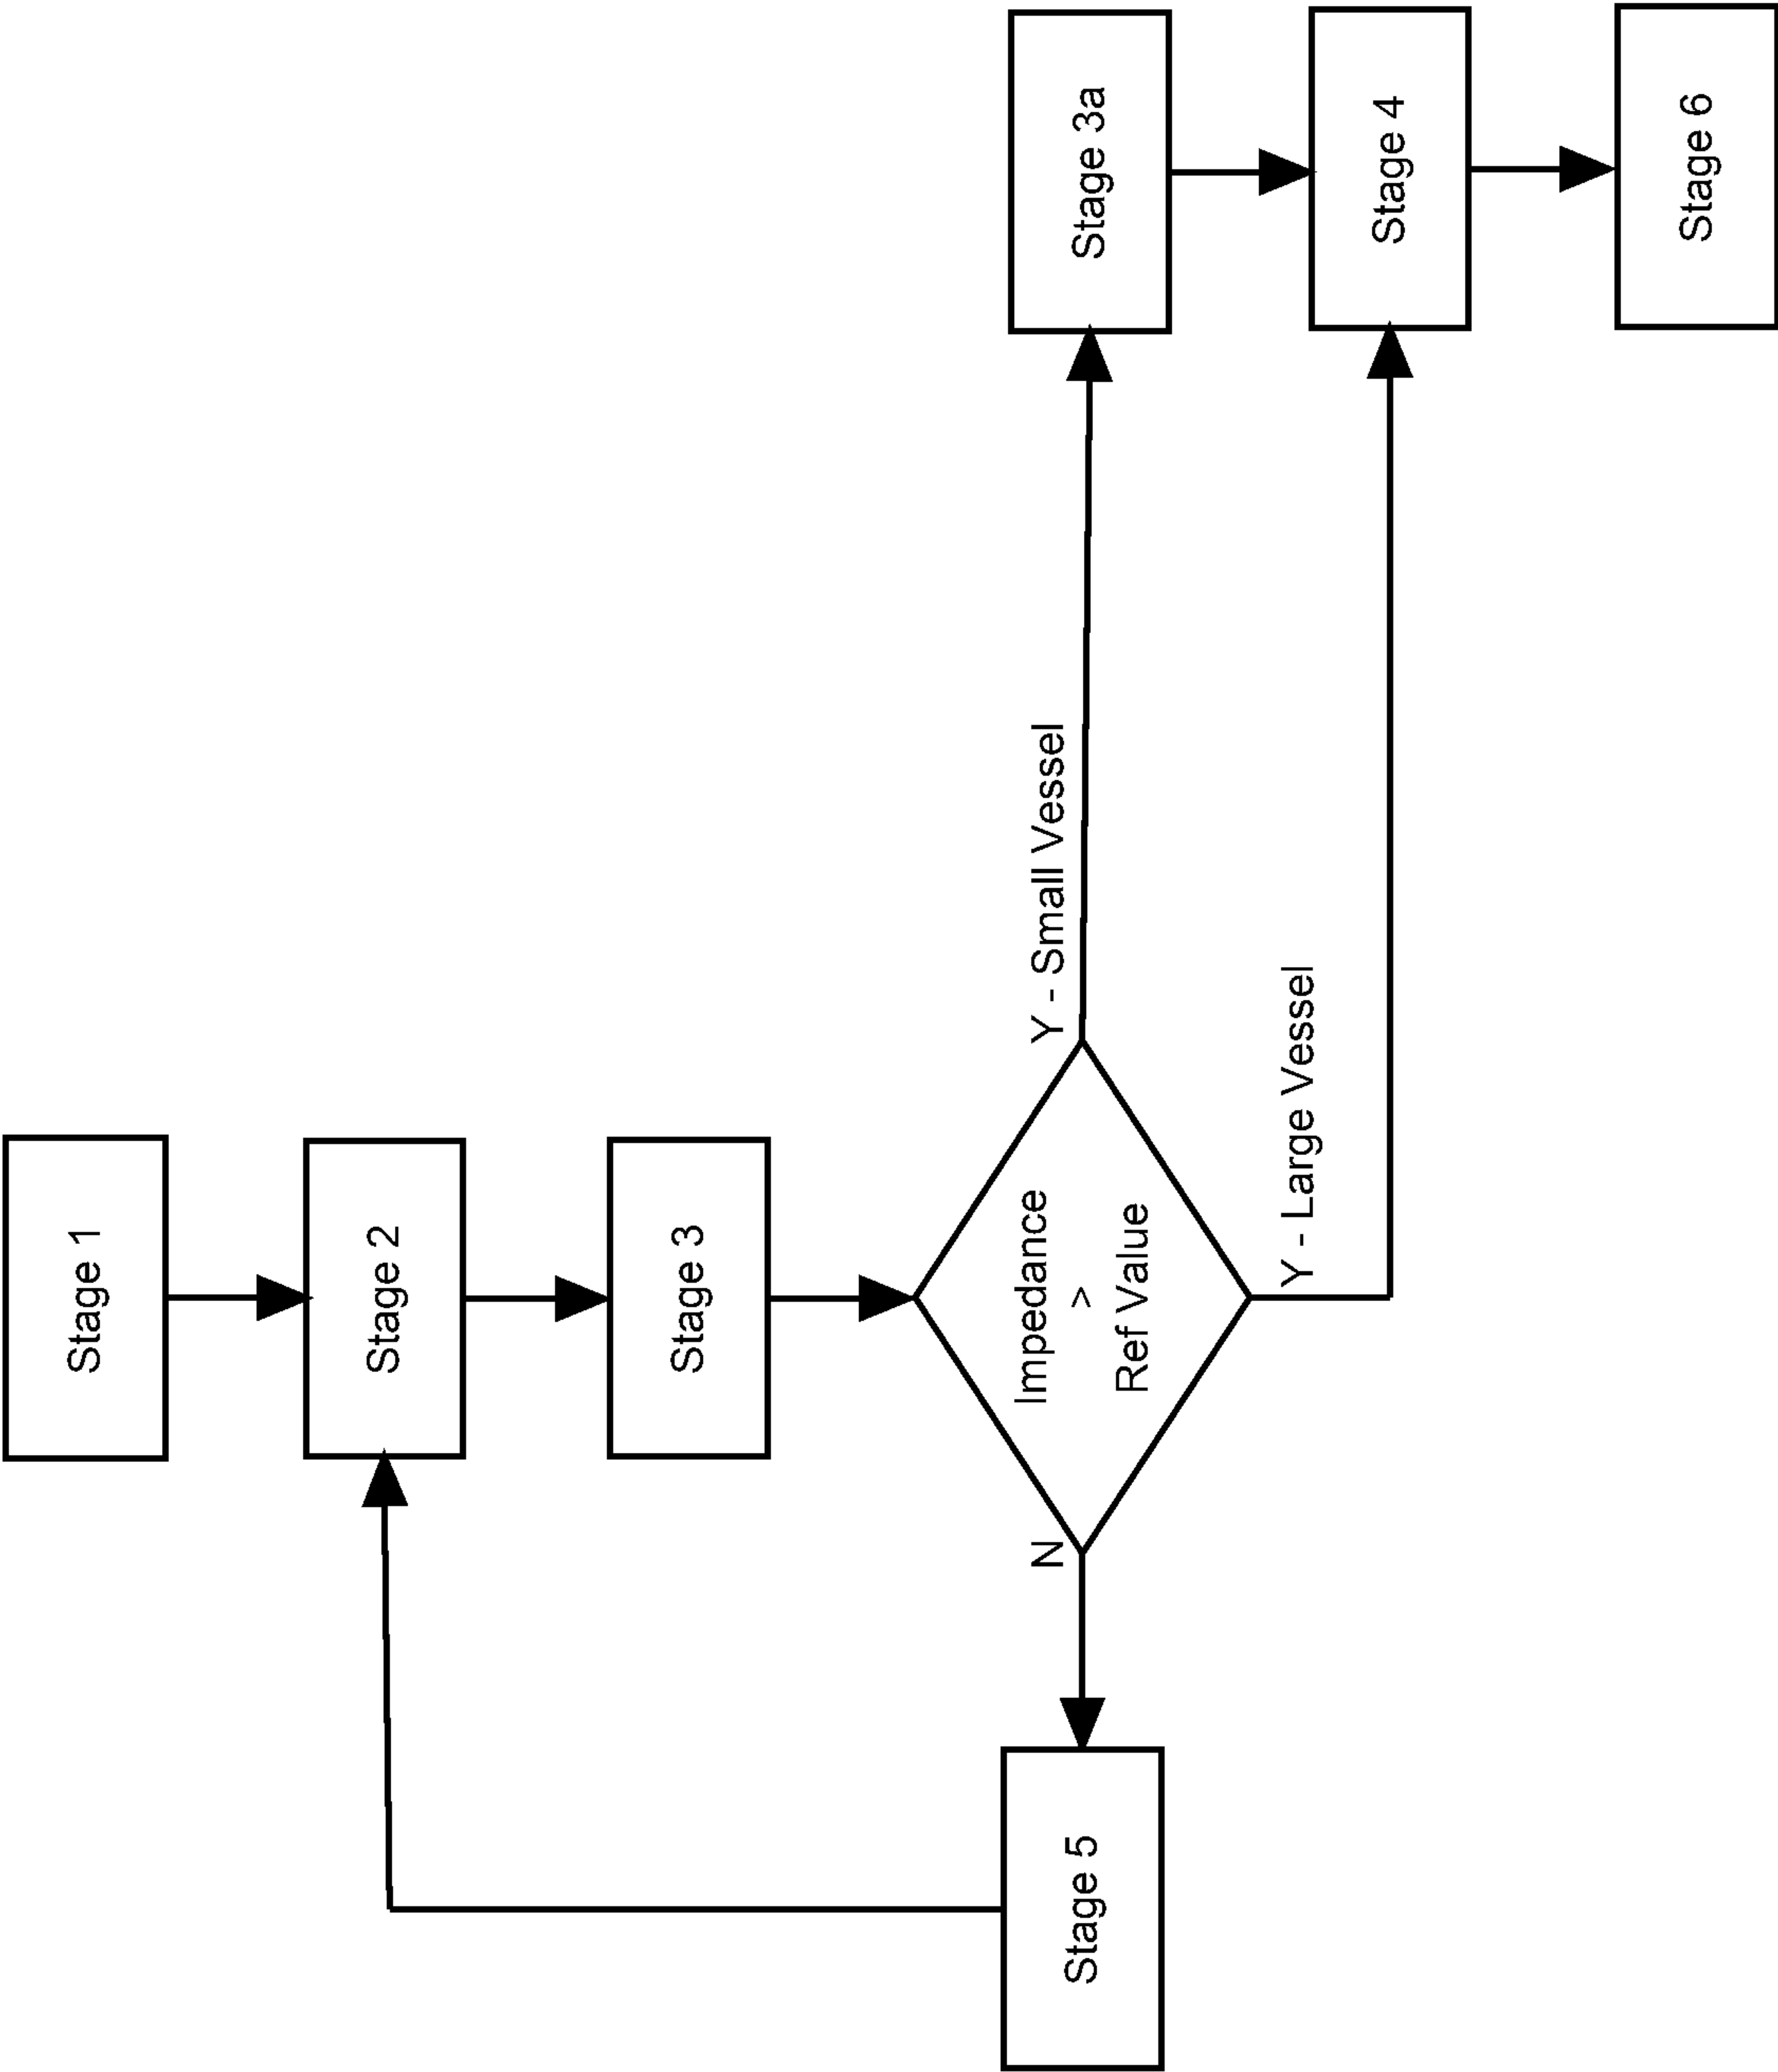 Stage 1
Stage 2
Stage 3
Impedance
>
Ref Value
N
Y - Small Vessel
Y - Large Vessel
Stage 5
Stage 3a
Stage 4
Stage 6